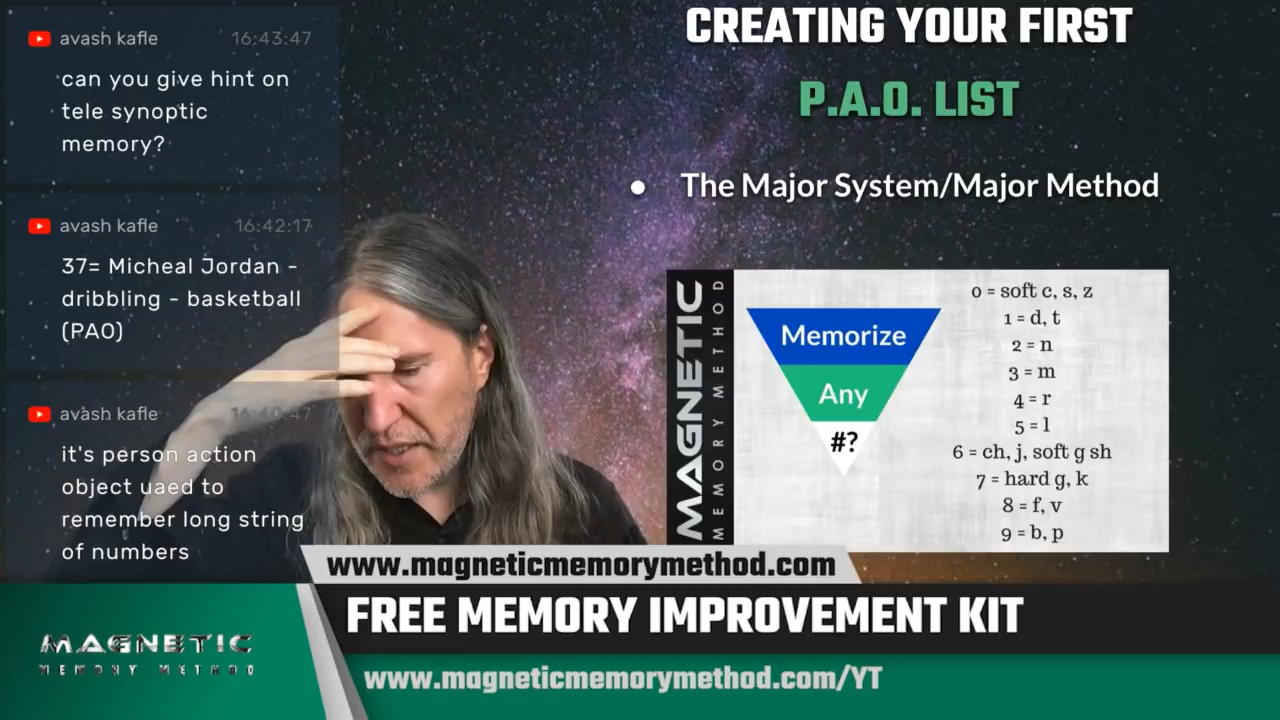 avash kafle 16:43:47
can you give hint on
tele synoptic
memory?
avash kafle 16:42:17
37= Micheal Jordan -
dribbling - basketball
(PAO)
avash kafle
it's person action
object uaed to
remember long string
of numbers
CREATING YOUR FIRST
P.A.O. LIST
• The Major System/Major Method
MAGNETIC
MEMORY METHOD
Memorize
Any
#?
0 = soft c, s, z
1 = d, t
2 = n
3 = m
4 = r
5 = l
6 = ch, j, soft g sh
7 = hard g, k
8 = f, v
9 = b, p
www.magneticmemorymethod.com
FREE MEMORY IMPROVEMENT KIT
www.magneticmemorymethod.com/YT
MAGNETIC
MEMORY METHOD